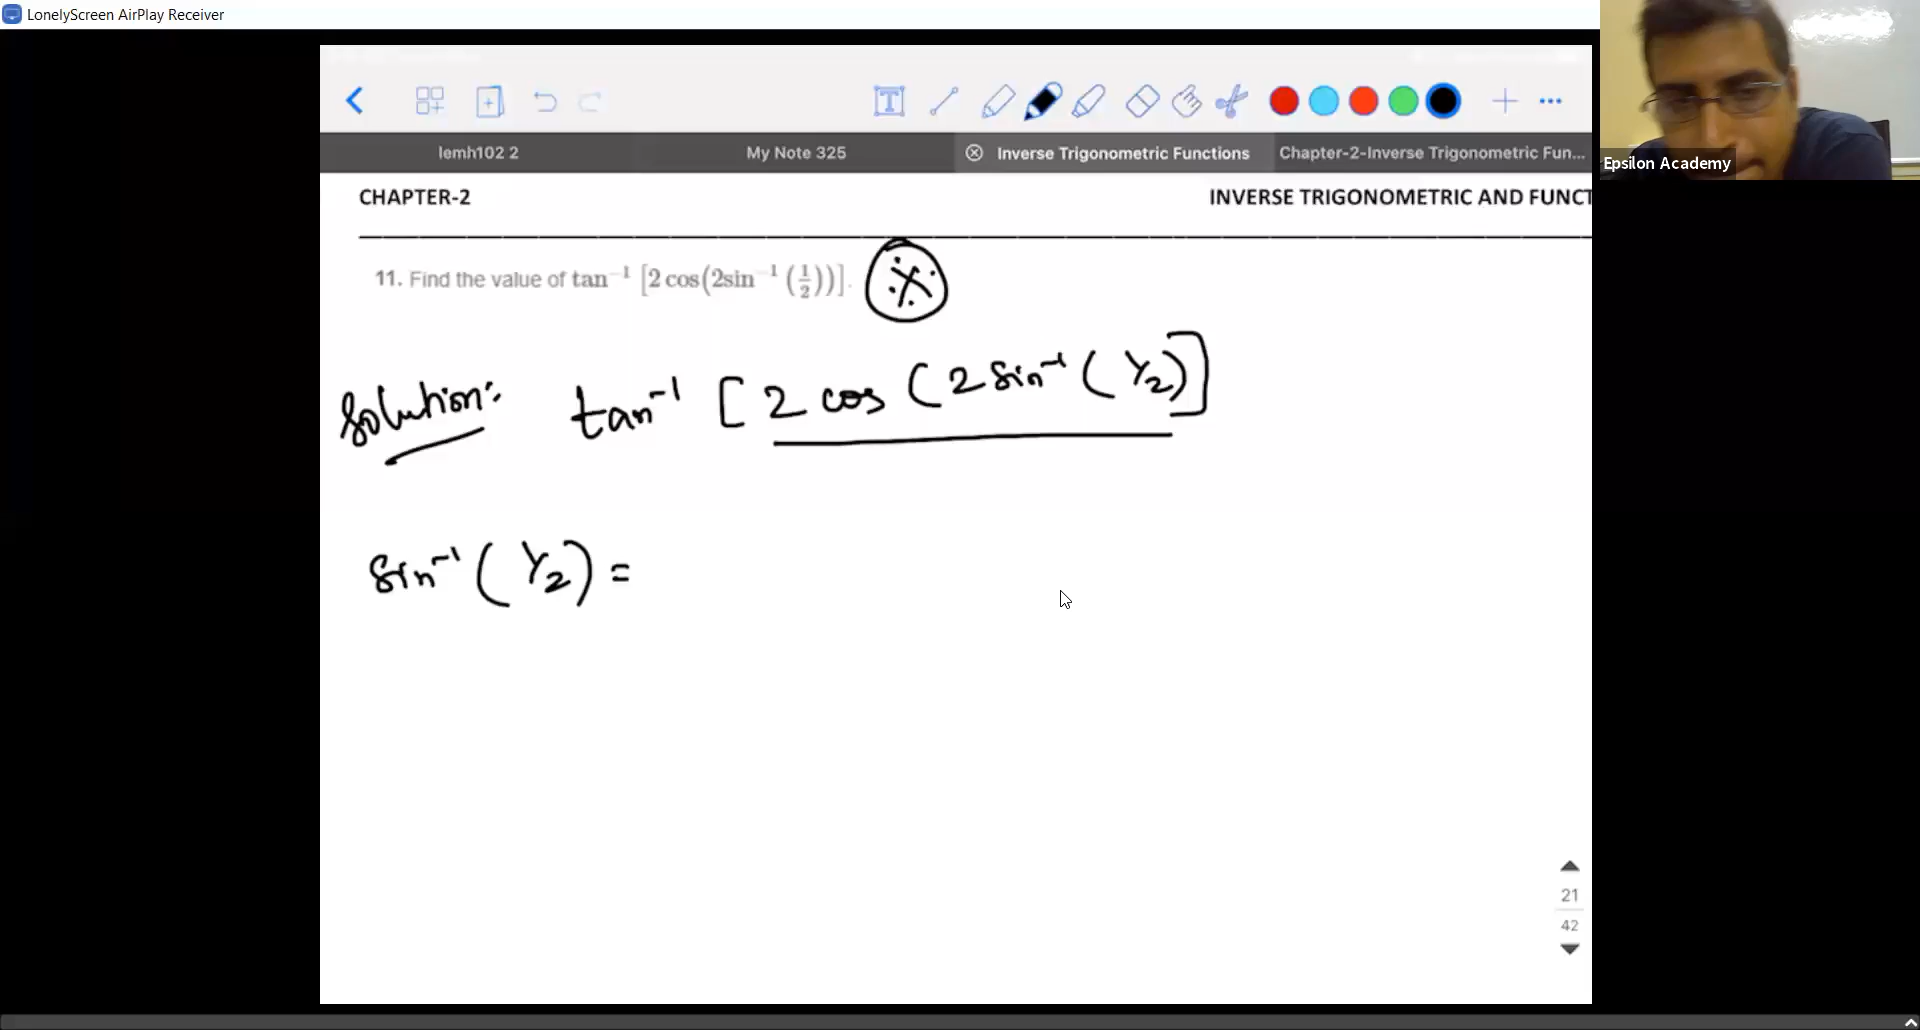 LonelyScreen AirPlay Receiver
T
lemh102 2
My Note 325
Inverse Trigonometric Functions
Chapter-2-Inverse Trigonometric Fun...
Epsilon Academy
CHAPTER-2
INVERSE TRIGONOMETRIC AND FUNCT
11. Find the value of tan⁻¹ [2 cos(2sin⁻¹ (1/2))].
Solution: tan⁻¹ [2 cos (2 sin⁻¹ (1/2)]
sin⁻¹ (1/2) =
21
42